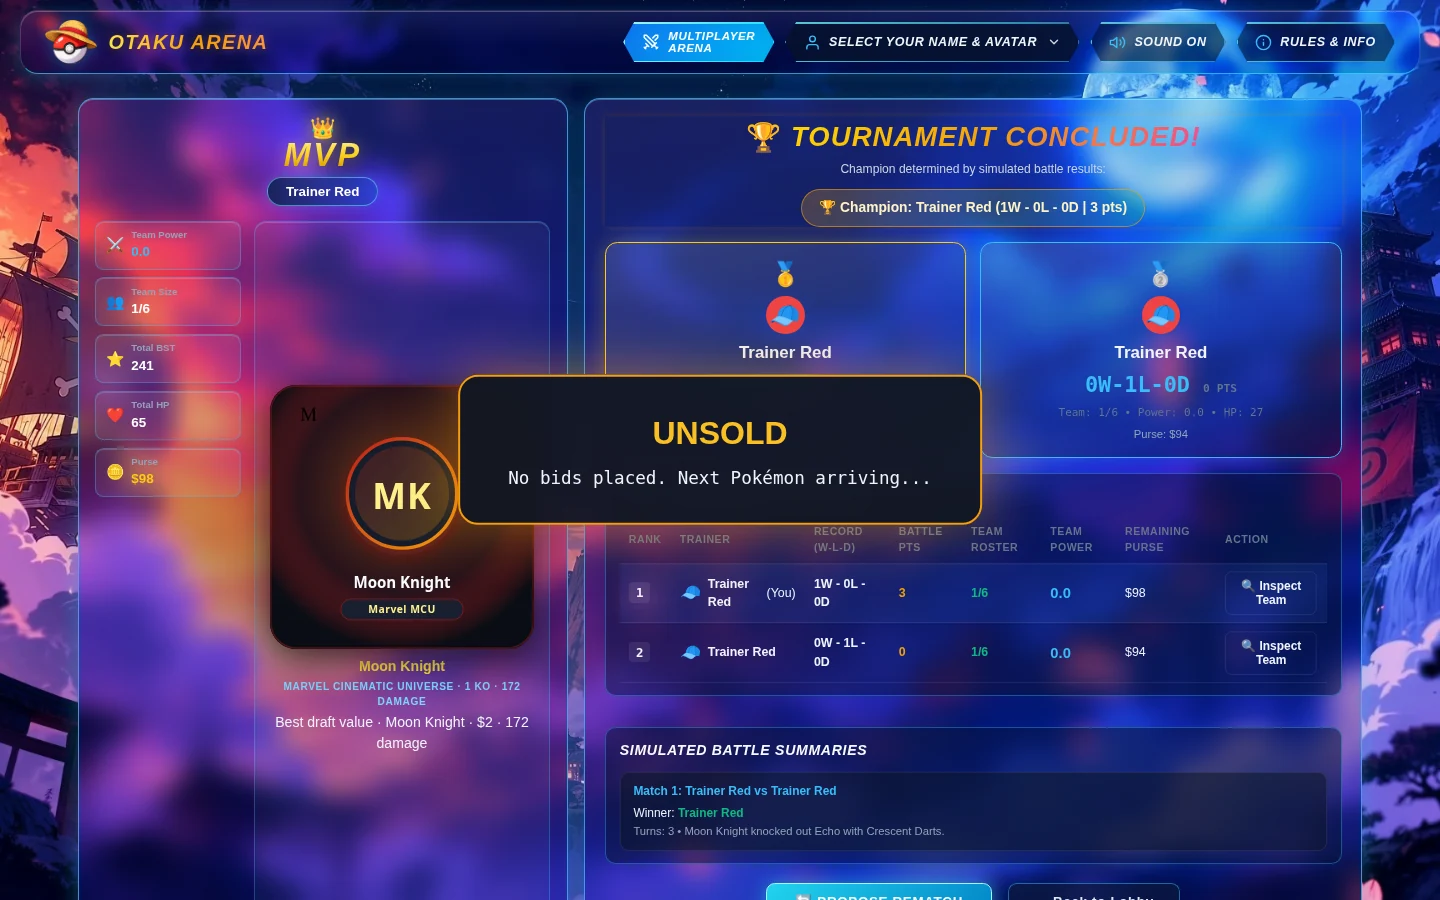 OTAKU ARENA
MULTIPLAYER
ARENA
SELECT YOUR NAME & AVATAR
SOUND ON
RULES & INFO
MVP
Trainer Red
Team Power
0.0
Team Size
1/6
Total BST
241
Total HP
65
Purse
$98
M
MK
Moon Knight
Marvel MCU
Moon Knight
MARVEL CINEMATIC UNIVERSE · 1 KO · 172
DAMAGE
Best draft value · Moon Knight · $2 · 172
damage
TOURNAMENT CONCLUDED!
Champion determined by simulated battle results:
Champion: Trainer Red (1W - 0L - 0D | 3 pts)
Trainer Red
Trainer Red
0W-1L-0D 0 PTS
Team: 1/6 • Power: 0.0 • HP: 27
Purse: $94
UNSOLD
No bids placed. Next Pokémon arriving...
RANK TRAINER RECORD (W-L-D) BATTLE PTS TEAM ROSTER TEAM POWER REMAINING PURSE ACTION
1 Trainer Red (You) 1W - 0L - 0D 3 1/6 0.0 $98 Inspect Team
2 Trainer Red 0W - 1L - 0D 0 1/6 0.0 $94 Inspect Team
SIMULATED BATTLE SUMMARIES
Match 1: Trainer Red vs Trainer Red
Winner: Trainer Red
Turns: 3 • Moon Knight knocked out Echo with Crescent Darts.
PROPOSE REMATCH
Back to Lobby